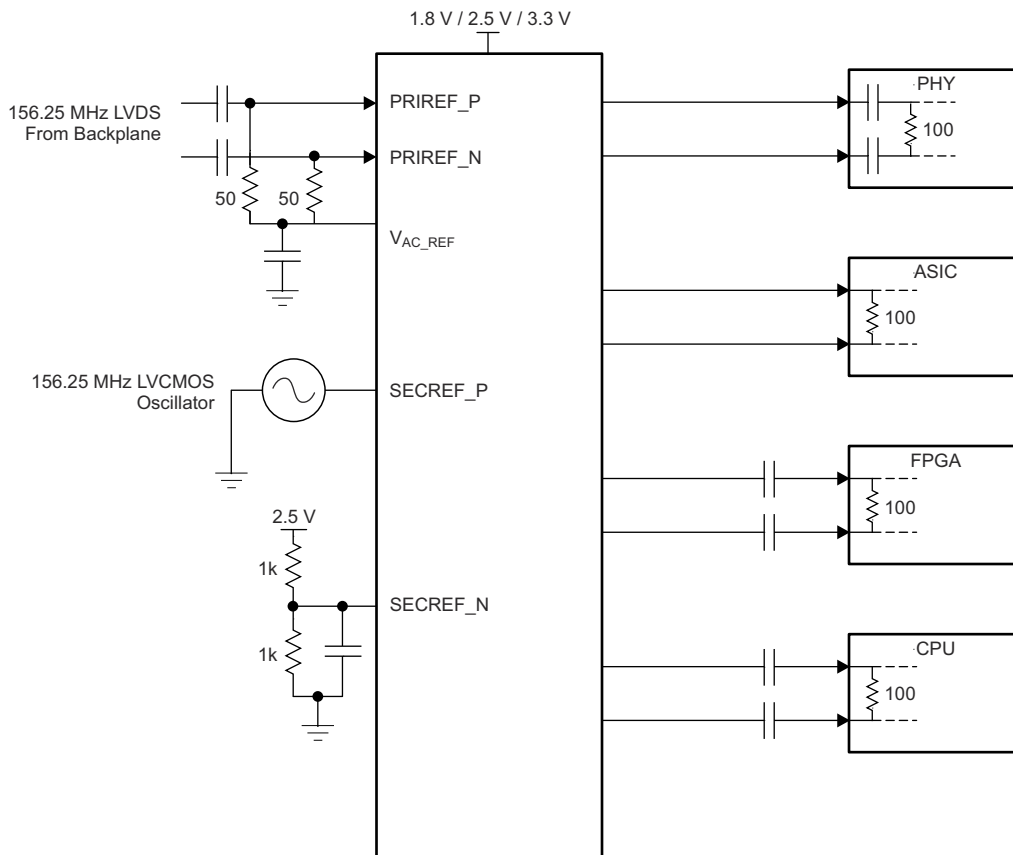 1.8 V / 2.5 V / 3.3 V
156.25 MHz LVDS
From Backplane
PRIREF_P
PRIREF_N
50
50
VAC_REF
156.25 MHz LVCMOS
Oscillator
SECREF_P
2.5 V
1k
SECREF_N
1k
PHY
100
ASIC
100
FPGA
100
CPU
100